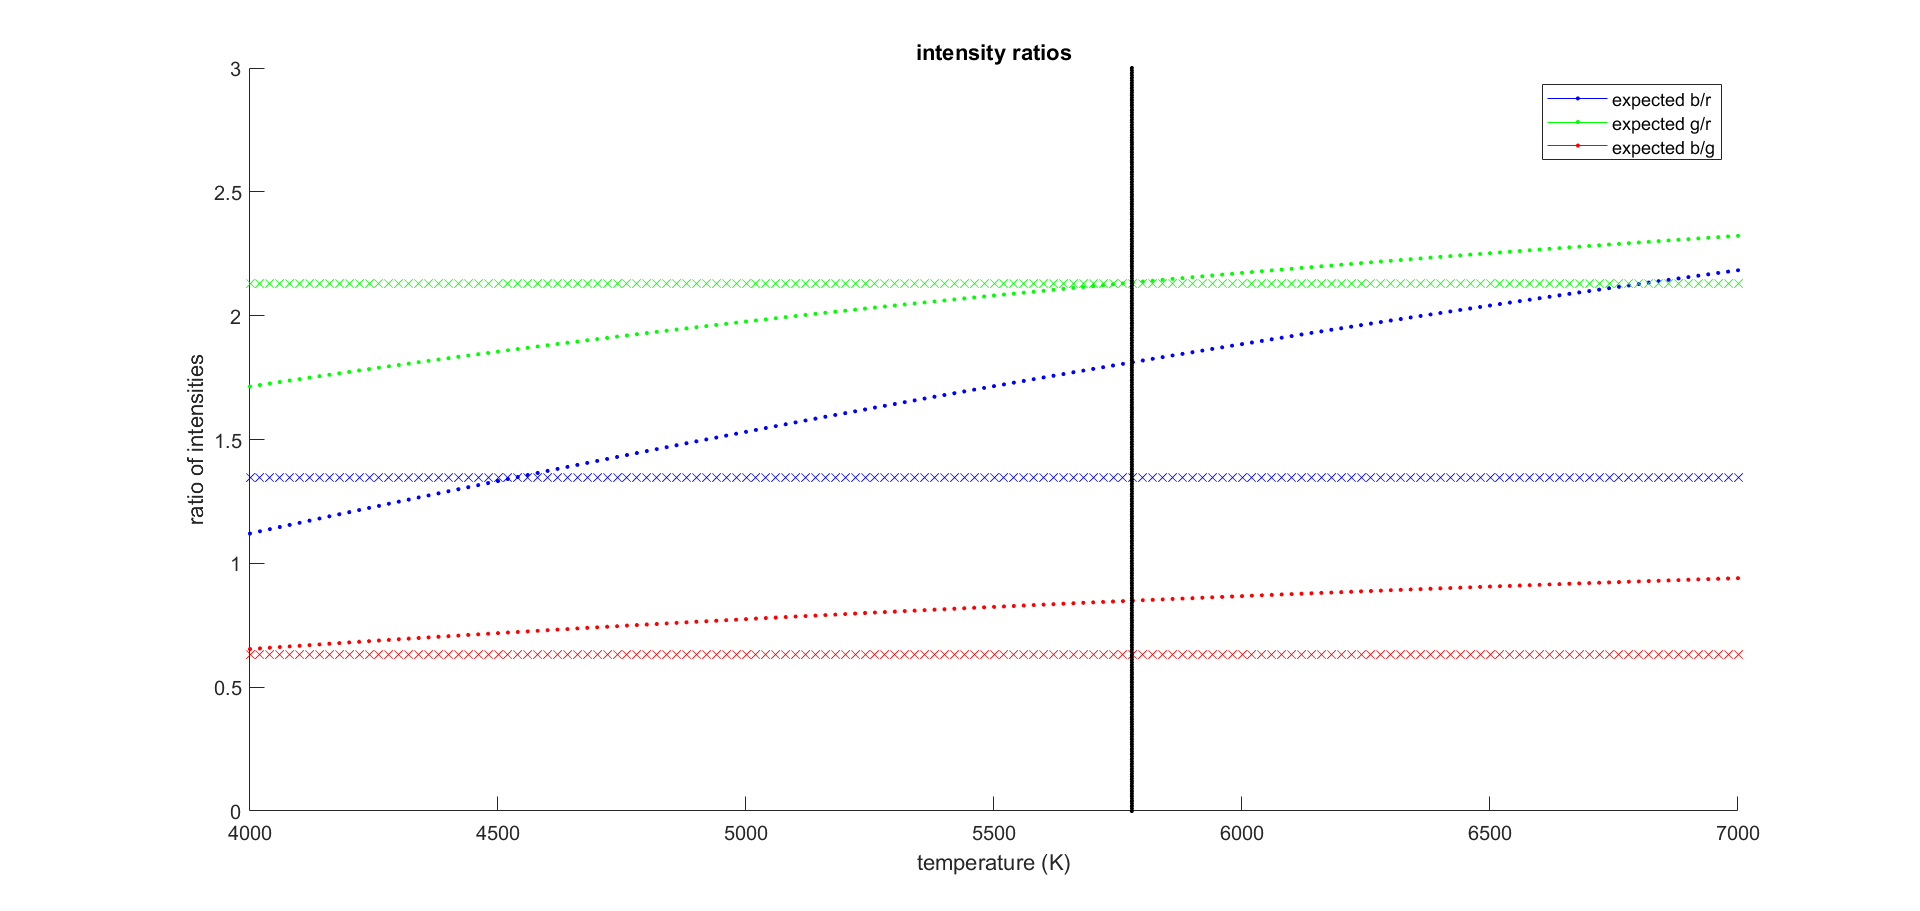 intensity ratios
3
2.5
2
1.5
1
0.5
0
ratio of intensities
expected b/r
expected g/r
expected b/g
4000 4500 5000 5500 6000 6500 7000
temperature (K)